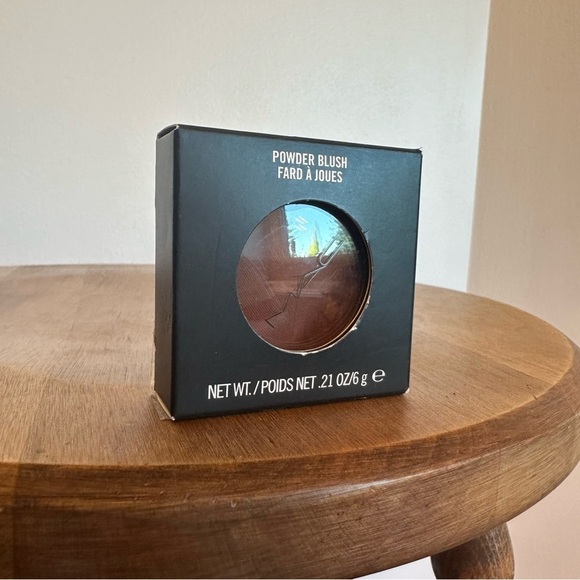 POWDER BLUSH
FARD À JOUES
NET WT. / POIDS NET .21 OZ/6 g ℮